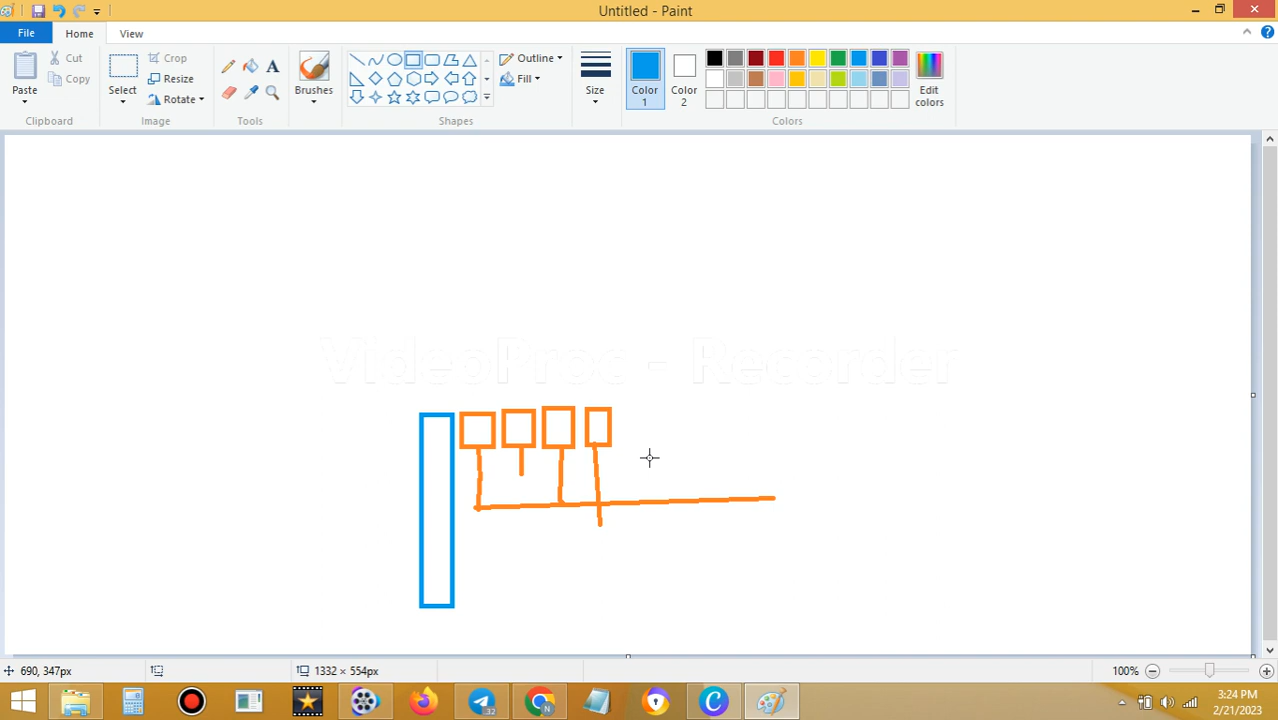 Untitled - Paint
File
Home
View
Paste
Cut
Copy
Clipboard
Select
Crop
Resize
Rotate
Image
A
Tools
Brushes
Shapes
Outline
Fill
Size
Color
1
Color
2
Edit
colors
Colors
VideoProc - Recorder
690, 347px
1332 × 554px
100%
32
N
C
3:24 PM
2/21/2023